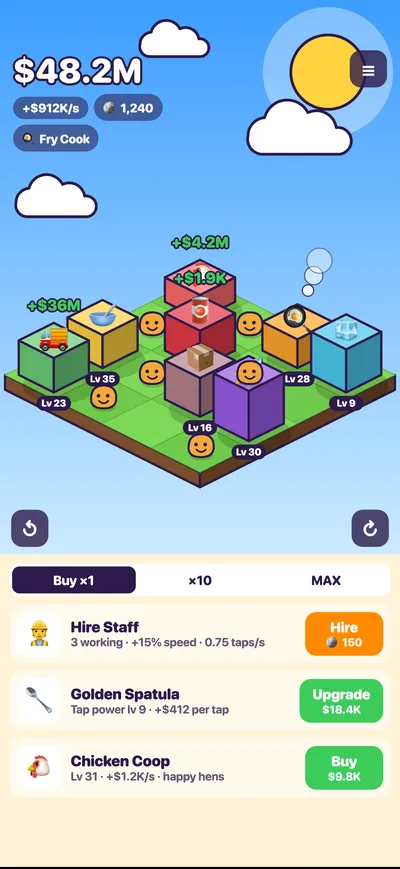 $48.2M
+$912K/s
1,240
Fry Cook
+$4.2M
+$1.9K
+$36M
Lv 35
Lv 28
Lv 23
Lv 9
Lv 16
Lv 30
Buy ×1
×10
MAX
Hire Staff
3 working · +15% speed · 0.75 taps/s
Hire
150
Golden Spatula
Tap power lv 9 · +$412 per tap
Upgrade
$18.4K
Chicken Coop
Lv 31 · +$1.2K/s · happy hens
Buy
$9.8K